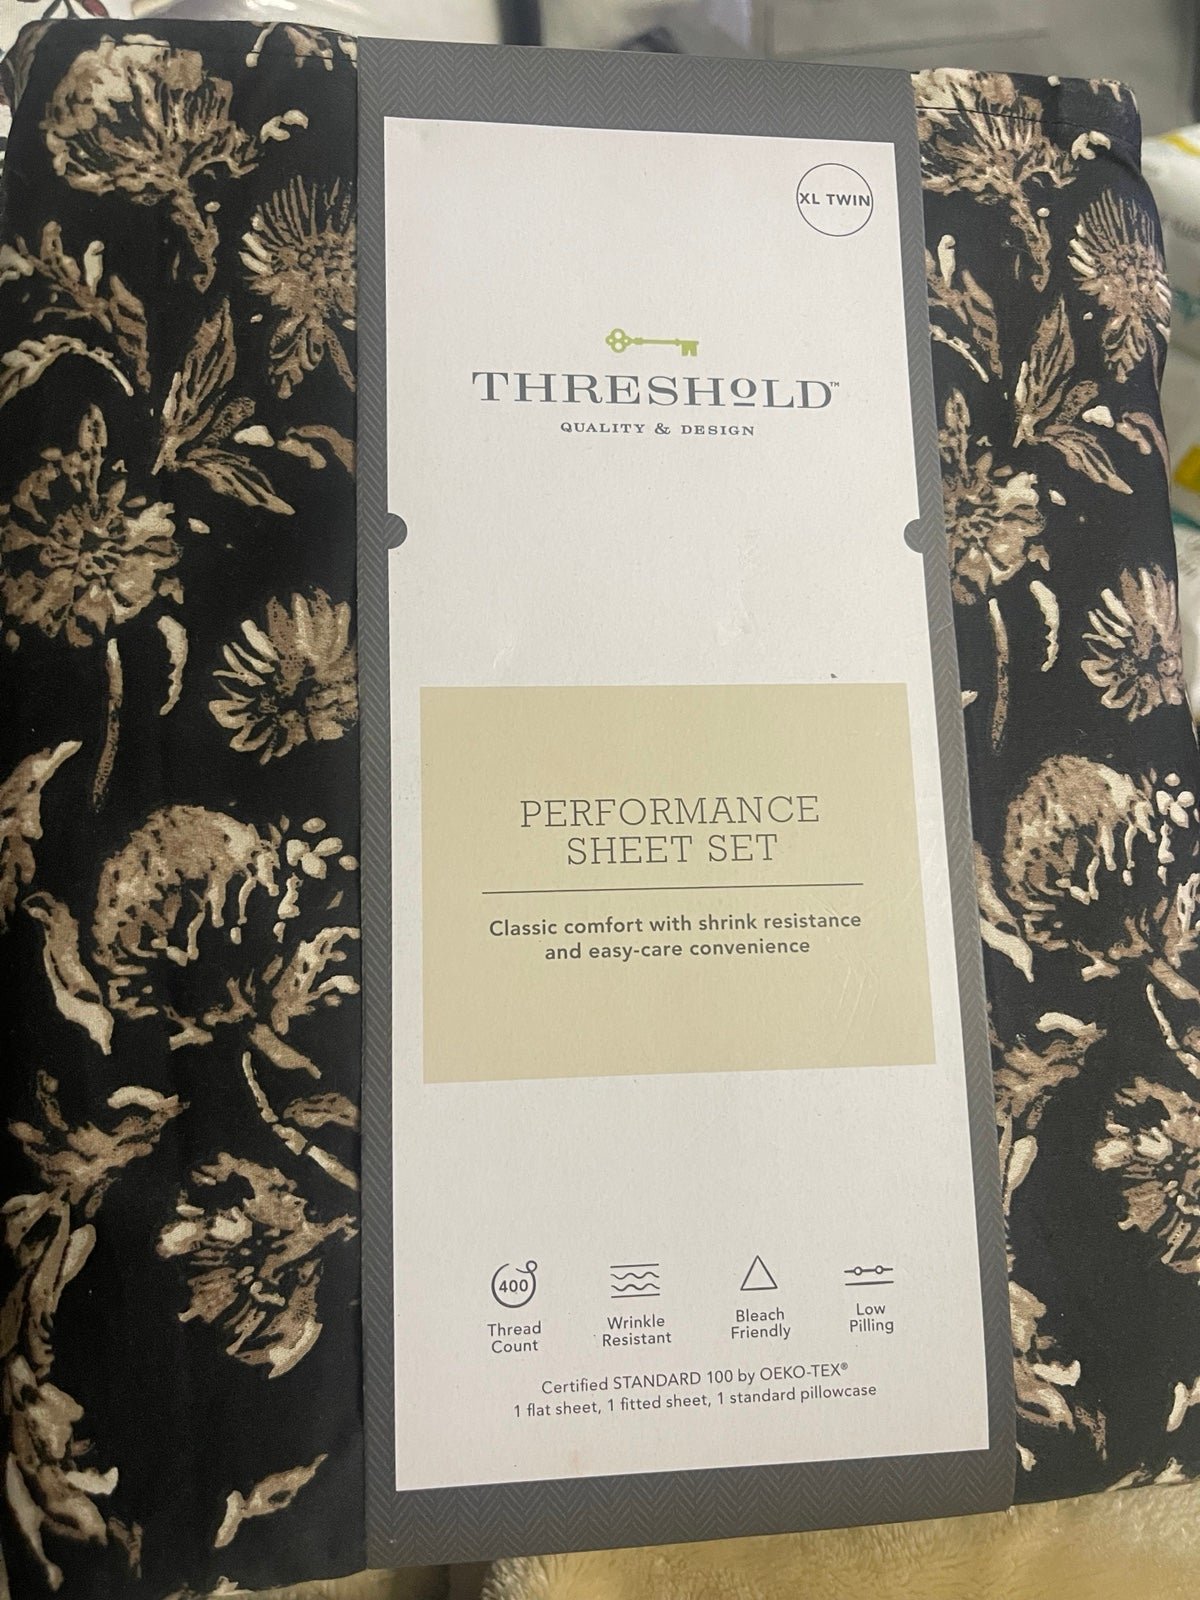 XL TWIN
THRESHOLD™
QUALITY & DESIGN
PERFORMANCE
SHEET SET
Classic comfort with shrink resistance
and easy-care convenience
400
Thread
Count
Wrinkle
Resistant
Bleach
Friendly
Low
Pilling
Certified STANDARD 100 by OEKO-TEX®
1 flat sheet, 1 fitted sheet, 1 standard pillowcase